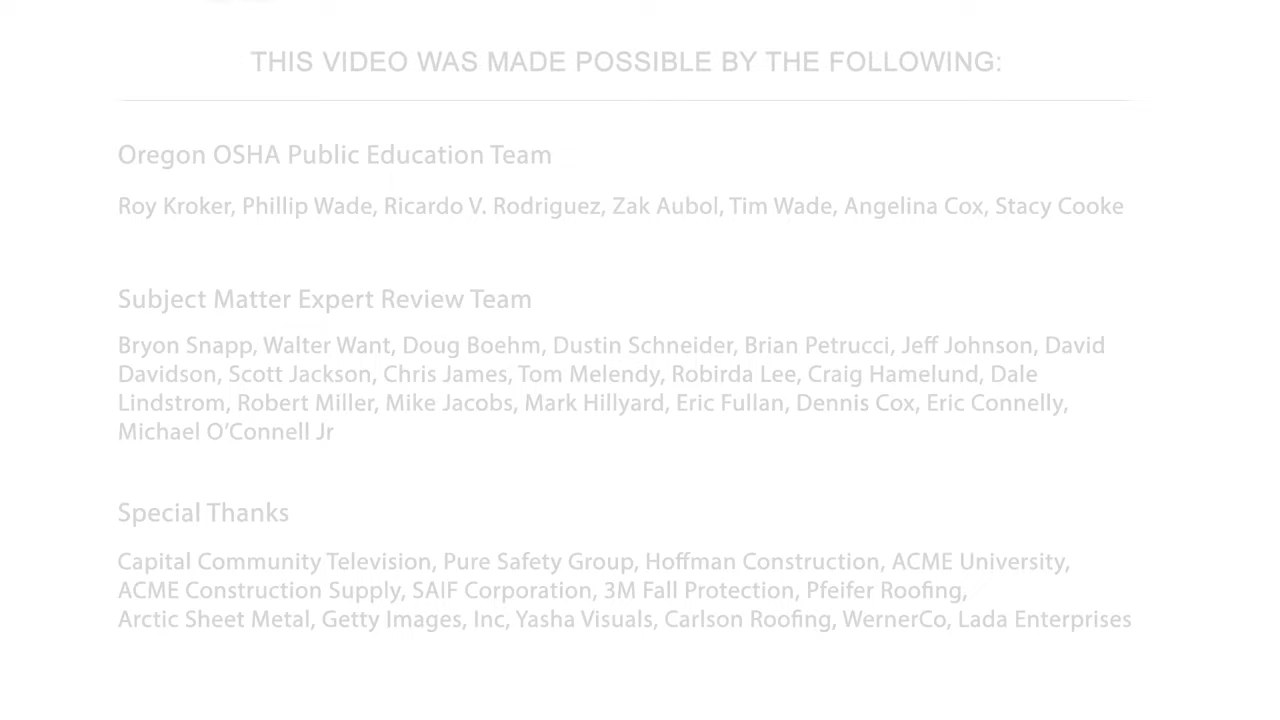 THIS VIDEO WAS MADE POSSIBLE BY THE FOLLOWING:
Oregon OSHA Public Education Team
Roy Kroker, Phillip Wade, Ricardo V. Rodriguez, Zak Aubol, Tim Wade, Angelina Cox, Stacy Cooke
Subject Matter Expert Review Team
Bryon Snapp, Walter Want, Doug Boehm, Dustin Schneider, Brian Petrucci, Jeff Johnson, David
Davidson, Scott Jackson, Chris James, Tom Melendy, Robirda Lee, Craig Hamelund, Dale
Lindstrom, Robert Miller, Mike Jacobs, Mark Hillyard, Eric Fullan, Dennis Cox, Eric Connelly,
Michael O’Connell Jr
Special Thanks
Capital Community Television, Pure Safety Group, Hoffman Construction, ACME University,
ACME Construction Supply, SAIF Corporation, 3M Fall Protection, Pfeifer Roofing,
Arctic Sheet Metal, Getty Images, Inc, Yasha Visuals, Carlson Roofing, WernerCo, Lada Enterprises